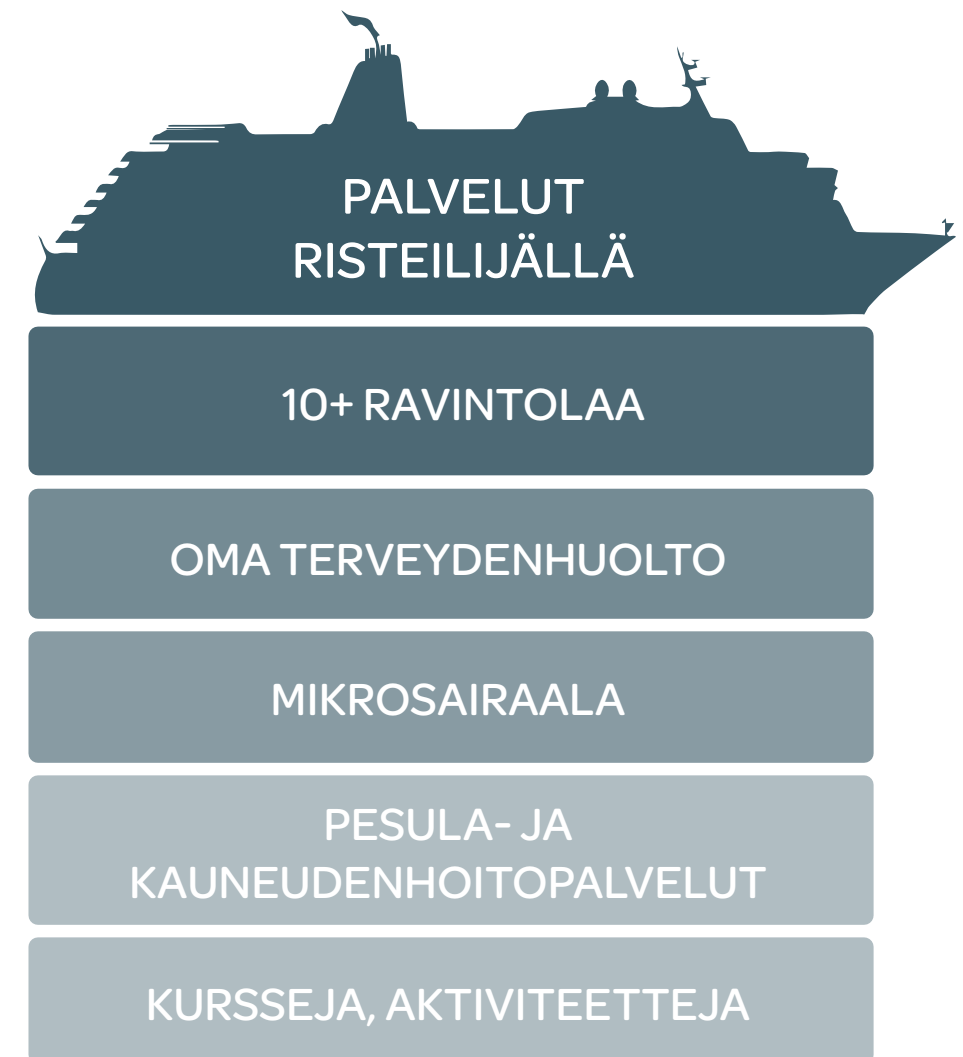 PALVELUT
RISTEILIJÄLLÄ
10+ RAVINTOLAA
OMA TERVEYDENHUOLTO
MIKROSAIRAALA
PESULA- JA
KAUNEUDENHOITOPALVELUT
KURSSEJA, AKTIVITEETTEJA